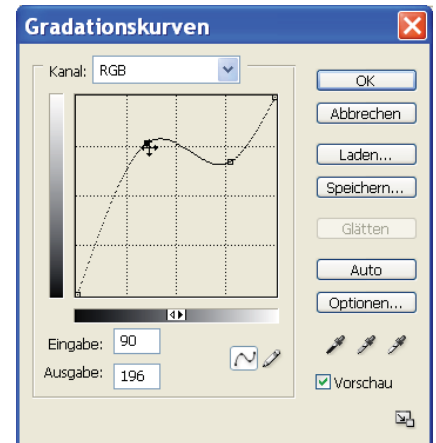 Gradationskurven
Kanal: RGB
OK
Abbrechen
Laden...
Speichern...
Glätten
Auto
Optionen...
Eingabe: 90
Ausgabe: 196
Vorschau